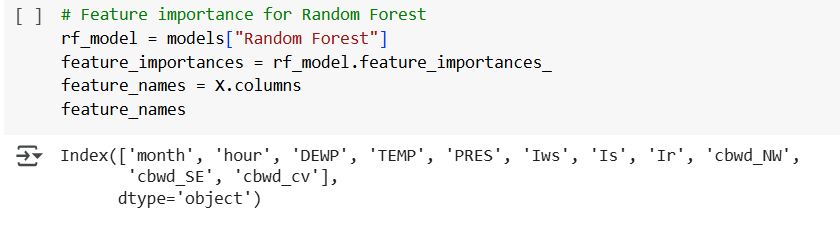 [ ] # Feature importance for Random Forest
rf_model = models["Random Forest"]
feature_importances = rf_model.feature_importances_
feature_names = X.columns
feature_names
Index(['month', 'hour', 'DEWP', 'TEMP', 'PRES', 'Iws', 'Is', 'Ir', 'cbwd_NW',
'cbwd_SE', 'cbwd_cv'],
dtype='object')